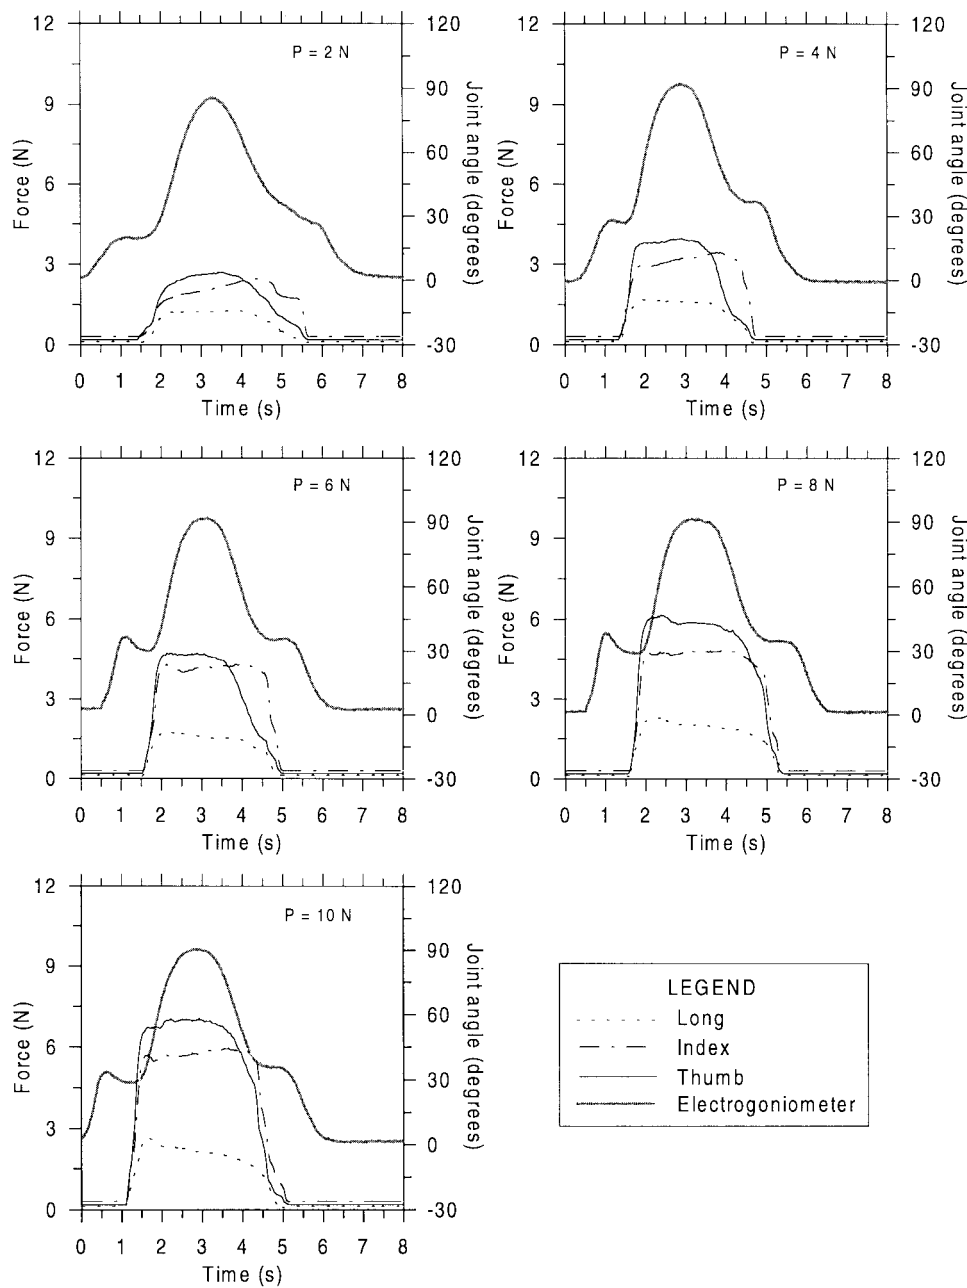 P = 2 N
12
9
6
3
0
Force (N)
120
90
60
30
0
-30
Joint angle (degrees)
0 1 2 3 4 5 6 7 8
Time (s)
P = 4 N
12
9
6
3
0
Force (N)
120
90
60
30
0
-30
Joint angle (degrees)
0 1 2 3 4 5 6 7 8
Time (s)
P = 6 N
12
9
6
3
0
Force (N)
120
90
60
30
0
-30
Joint angle (degrees)
0 1 2 3 4 5 6 7 8
Time (s)
P = 8 N
12
9
6
3
0
Force (N)
120
90
60
30
0
-30
Joint angle (degrees)
0 1 2 3 4 5 6 7 8
Time (s)
P = 10 N
12
9
6
3
0
Force (N)
120
90
60
30
0
-30
Joint angle (degrees)
0 1 2 3 4 5 6 7 8
Time (s)
LEGEND
Long
Index
Thumb
Electrogoniometer